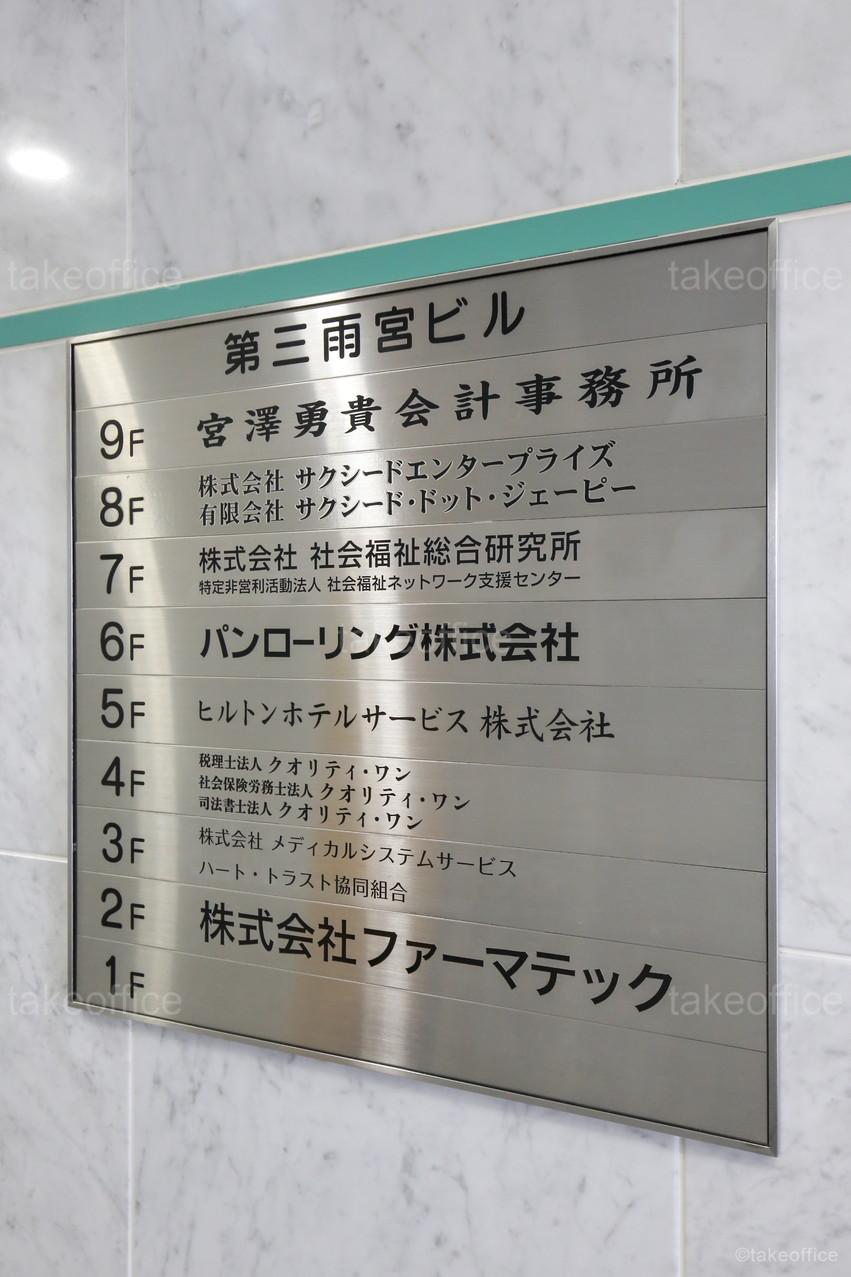 takeoffice takeoffice
第三雨宮ビル
9F 宮澤勇貴会計事務所
8F 株式会社 サクシードエンタープライズ
有限会社 サクシード・ドット・ジェーピー
7F 株式会社 社会福祉総合研究所
特定非営利活動法人 社会福祉ネットワーク支援センター
6F パンローリング株式会社
takeoffice
5F ヒルトンホテルサービス 株式会社
4F 税理士法人 クオリティ・ワン
社会保険労務士法人 クオリティ・ワン
司法書士法人 クオリティ・ワン
3F 株式会社 メディカルシステムサービス
ハート・トラスト協同組合
2F 株式会社ファーマテック
1F
takeoffice takeoffice
©takeoffice